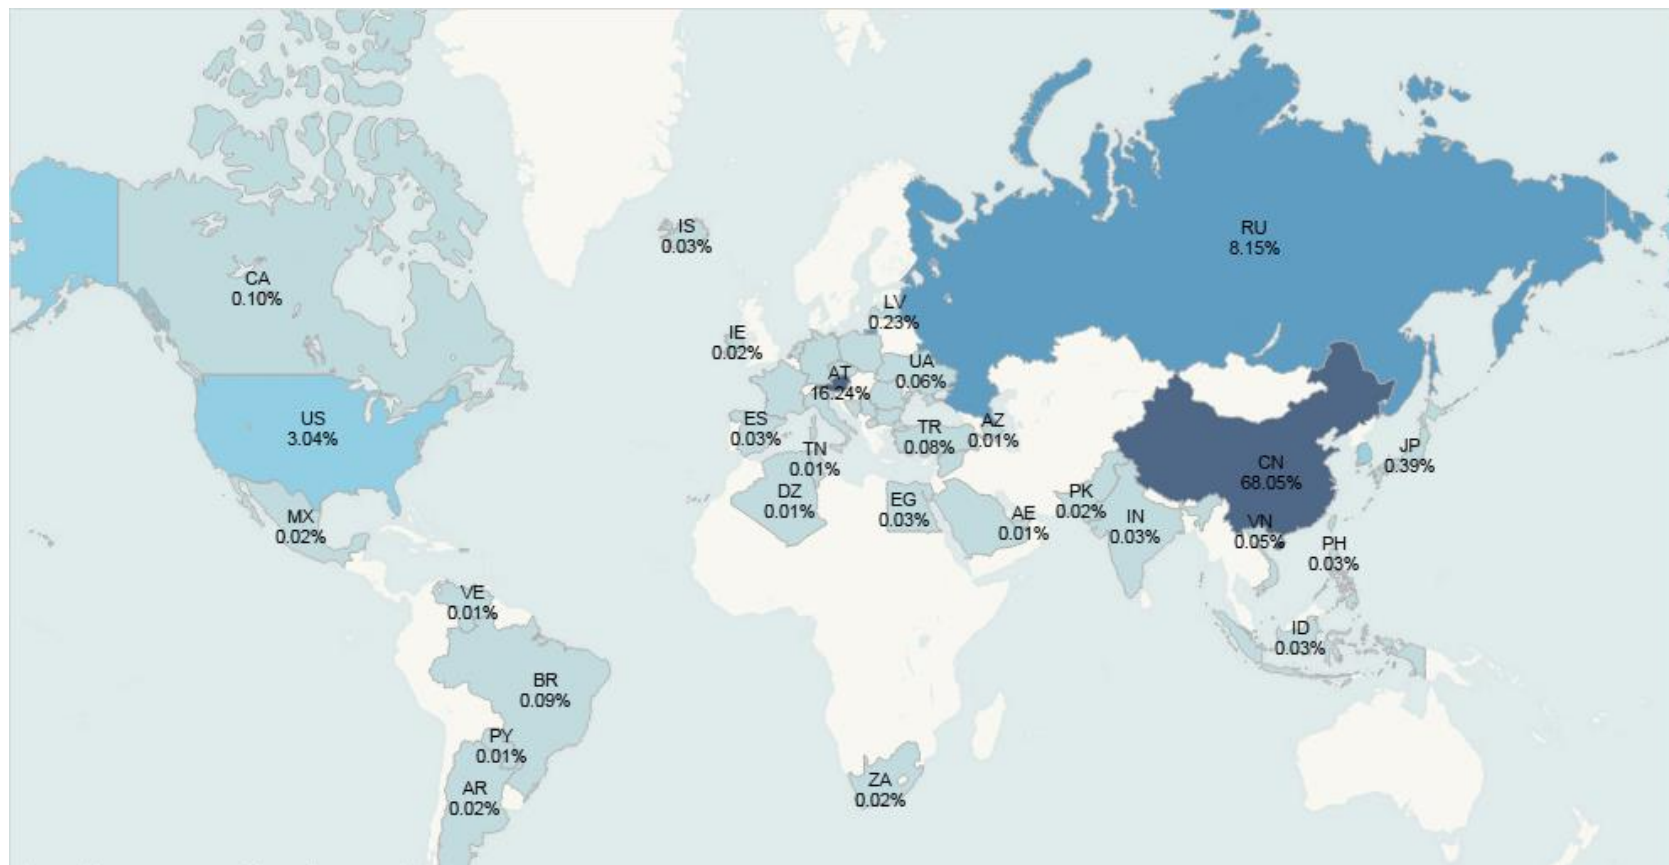 IS
0.03%
RU
8.15%
CA
0.10%
LV
0.23%
IE
0.02%
UA
0.06%
AT
16.24%
US
3.04%
ES
0.03%
TR
0.08%
AZ
0.01%
JP
0.39%
TN
0.01%
CN
68.05%
DZ
0.01%
EG
0.03%
AE
0.01%
PK
0.02%
IN
0.03%
VN
0.05%
PH
0.03%
MX
0.02%
VE
0.01%
ID
0.03%
BR
0.09%
PY
0.01%
AR
0.02%
ZA
0.02%